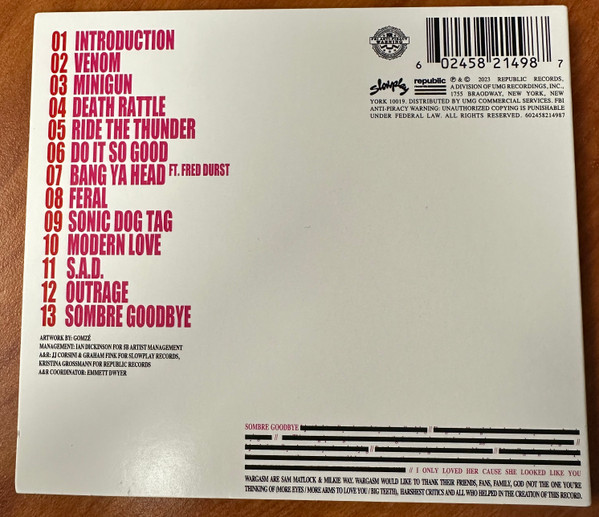 01 INTRODUCTION
02 VENOM
03 MINIGUN
04 DEATH RATTLE
05 RIDE THE THUNDER
06 DO IT SO GOOD
07 BANG YA HEAD FT. FRED DURST
08 FERAL
09 SONIC DOG TAG
10 MODERN LOVE
11 S.A.D.
12 OUTRAGE
13 SOMBRE GOODBYE
ARTWORK BY: GOMZÉ
MANAGEMENT: IAN DICKINSON FOR SB ARTIST MANAGEMENT
A&R: JJ CORSINI & GRAHAM FINK FOR SLOWPLAY RECORDS,
KRISTINA GROSSMANN FOR REPUBLIC RECORDS
A&R COORDINATOR: EMMETT DWYER
FBI ANTI-PIRACY
WARNING
6 02458 21498 7
slowplay
republic
℗ & © 2023 REPUBLIC RECORDS,
A DIVISION OF UMG RECORDINGS, INC.,
1755 BRAODWAY, NEW YORK, NEW
YORK 10019. DISTRIBUTED BY UMG COMMERCIAL SERVICES. FBI
ANTI-PIRACY WARNING: UNAUTHORIZED COPYING IS PUNISHABLE
UNDER FEDERAL LAW. ALL RIGHTS RESERVED. 602458214987
SOMBRE GOODBYE //
// //
// //
// I ONLY LOVED HER CAUSE SHE LOOKED LIKE YOU
WARGASM ARE SAM MATLOCK & MILKIE WAY. WARGASM WOULD LIKE TO THANK THEIR FRIENDS, FANS, FAMILY, GOD (NOT THE ONE YOU'RE
THINKING OF (MORE EYES / MORE ARMS TO LOVE YOU / BIG TEETH), HARSHEST CRITICS AND ALL WHO HELPED IN THE CREATION OF THIS RECORD.